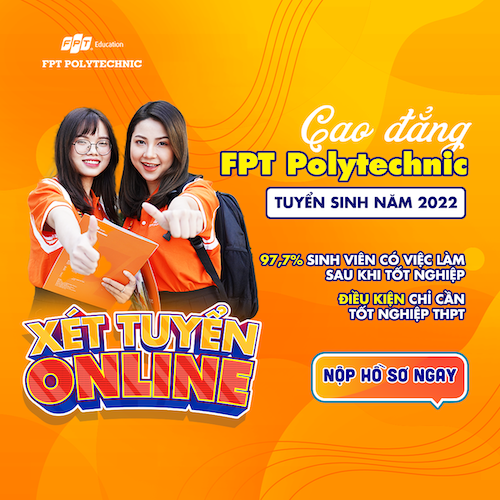 FPT Education
FPT POLYTECHNIC
Cao đẳng
FPT Polytechnic
TUYỂN SINH NĂM 2022
97,7% SINH VIÊN CÓ VIỆC LÀM
SAU KHI TỐT NGHIỆP
ĐIỀU KIỆN CHỈ CẦN
TỐT NGHIỆP THPT
XÉT TUYỂN
ONLINE
NỘP HỒ SƠ NGAY